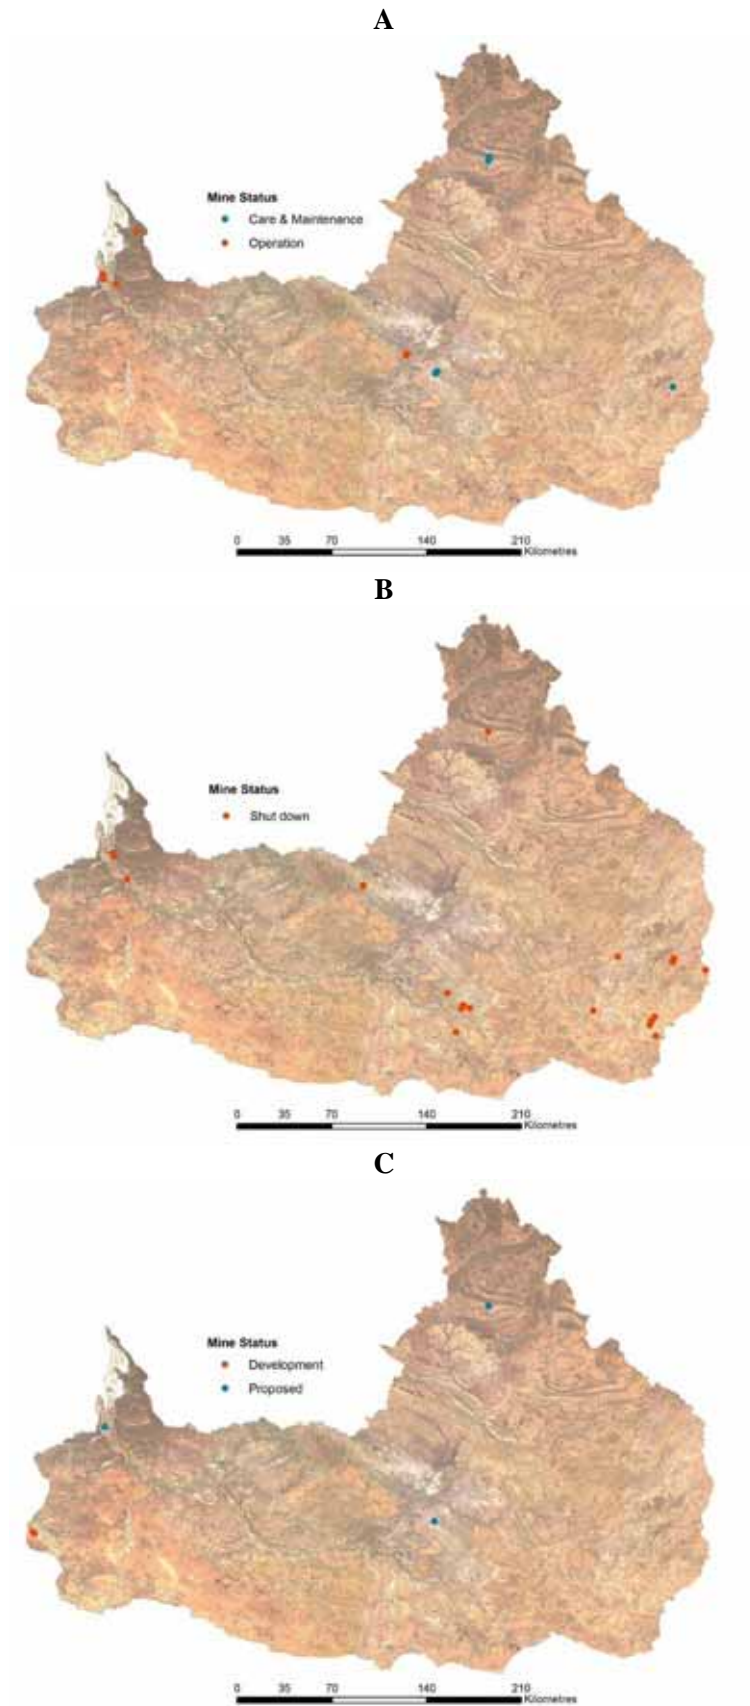 A
Mine Status
Care & Maintenance
Operation
0 35 70 140 210
Kilometres
B
Mine Status
Shut down
0 35 70 140 210
Kilometres
C
Mine Status
Development
Proposed
0 35 70 140 210
Kilometres